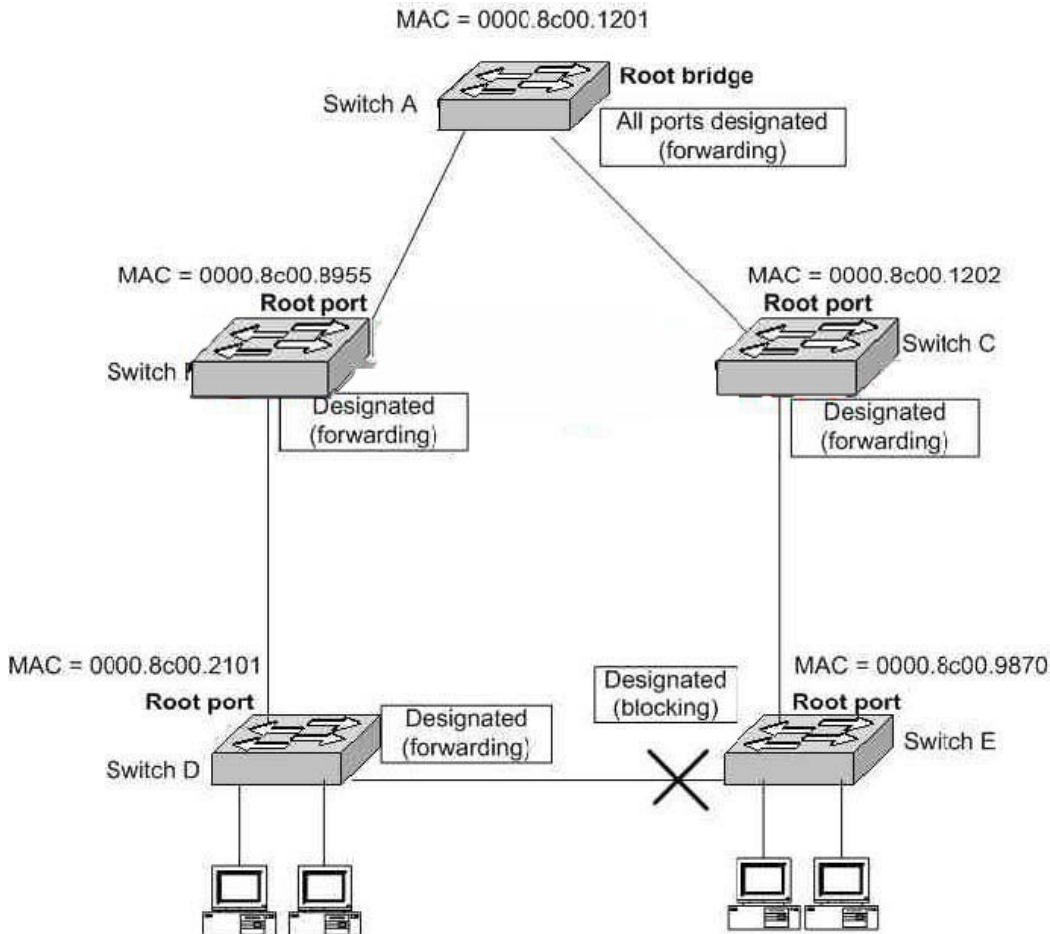 MAC = 0000.8c00.1201
Root bridge
Switch A
All ports designated
(forwarding)
MAC = 0000.8c00.8955
Root port
Switch
Designated
(forwarding)
MAC = 0000.8c00.1202
Root port
Switch C
Designated
(forwarding)
MAC = 0000.8c00.2101
Root port
Switch D
Designated
(forwarding)
Designated
(blocking)
MAC = 0000.8c00.9870
Root port
Switch E